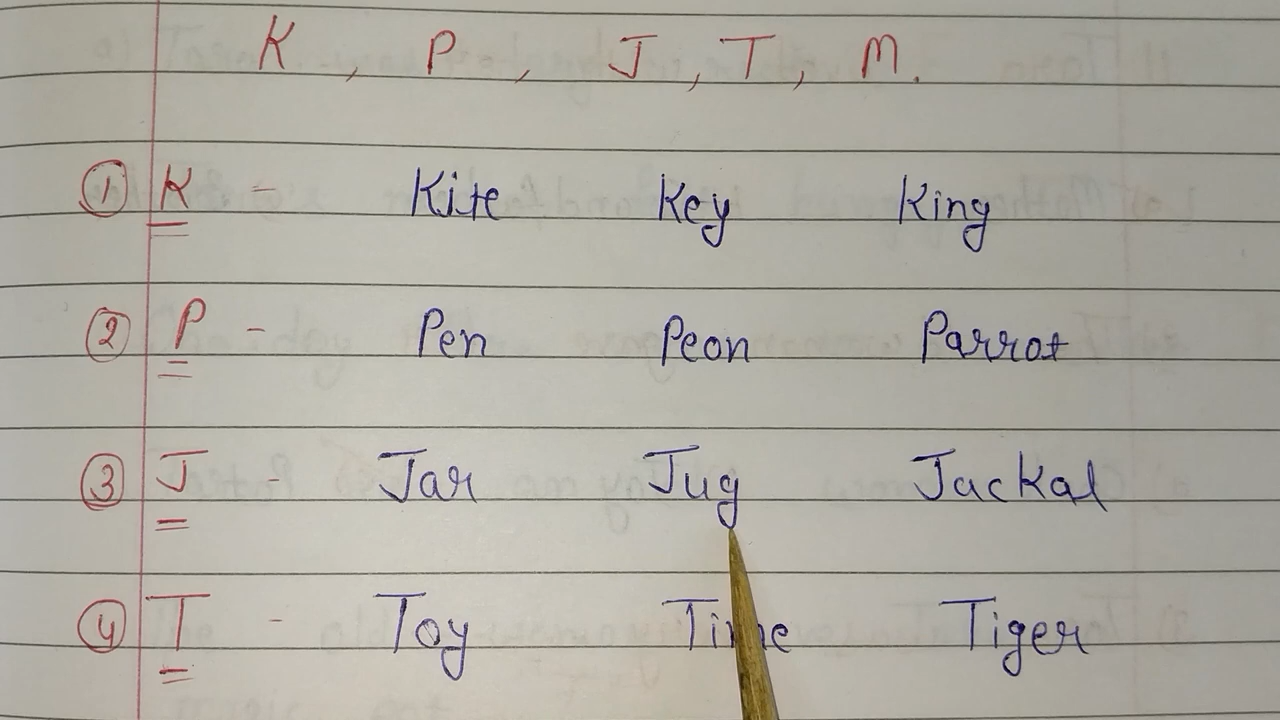 K , P , J , T , M .
① K - Kite Key King
② P - Pen Peon Parrot
③ J - Jar Jug Jackal
④ T - Toy Time Tiger